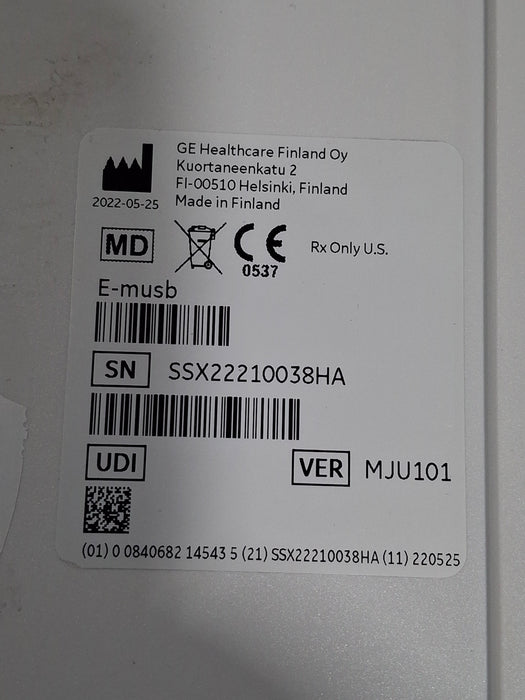 GE Healthcare Finland Oy
Kuortaneenkatu 2
FI-00510 Helsinki, Finland
Made in Finland
2022-05-25
MD
CE
0537
Rx Only U.S.
E-musb
SN SSX22210038HA
UDI
VER MJU101
(01) 0 0840682 14543 5 (21) SSX22210038HA (11) 220525